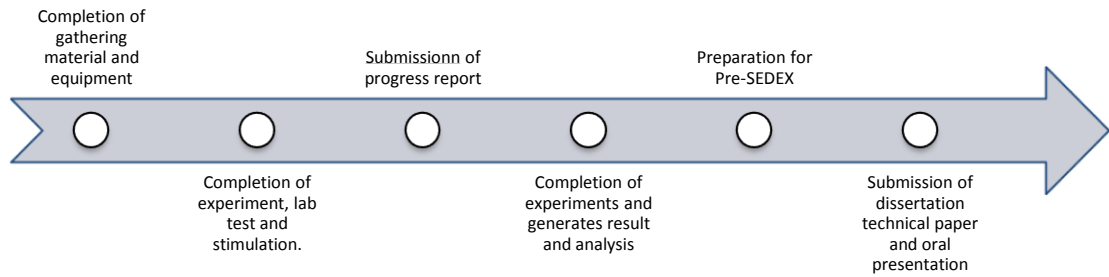 Completion of
gathering
material and
equipment
Completion of
experiment, lab
test and
stimulation.
Submissionn of
progress report
Completion of
experiments and
generates result
and analysis
Preparation for
Pre-SEDEX
Submission of
dissertation
technical paper
and oral
presentation